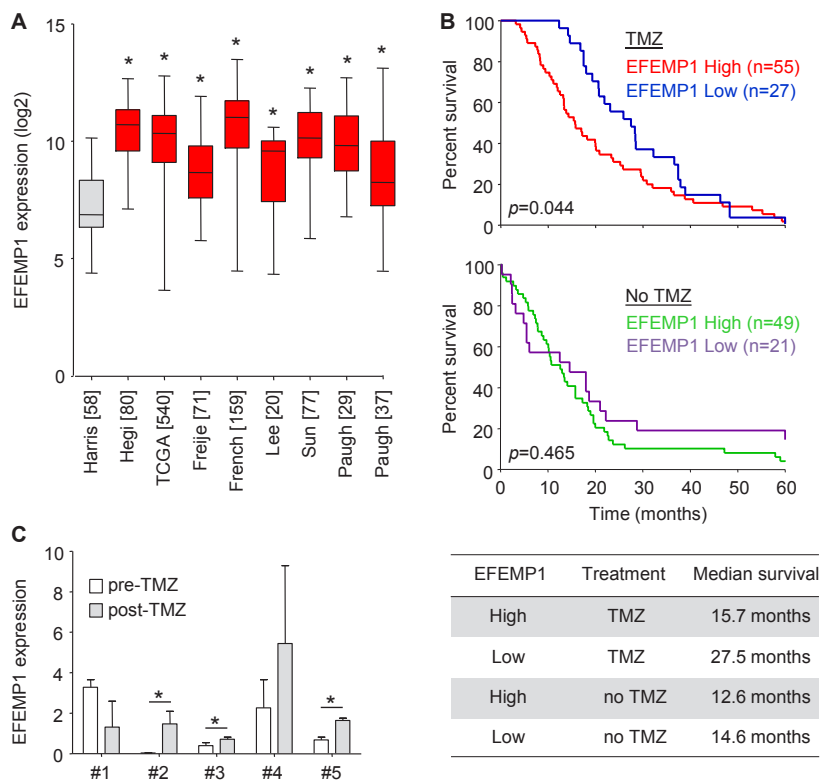 A
EFEMP1 expression (log2)
15
10
5
0
* * * * * * * *
Harris [58]
Hegi [80]
TCGA [540]
Freije [71]
French [159]
Lee [20]
Sun [77]
Paugh [29]
Paugh [37]
B
Percent survival
100
80
60
40
20
0
TMZ
EFEMP1 High (n=55)
EFEMP1 Low (n=27)
p=0.044
Percent survival
100
80
60
40
20
0
No TMZ
EFEMP1 High (n=49)
EFEMP1 Low (n=21)
p=0.465
0 10 20 30 40 50 60
Time (months)
C
EFEMP1 expression
10
8
6
4
2
0
pre-TMZ
post-TMZ
* * *
#1 #2 #3 #4 #5
EFEMP1 Treatment Median survival
High TMZ 15.7 months
Low TMZ 27.5 months
High no TMZ 12.6 months
Low no TMZ 14.6 months